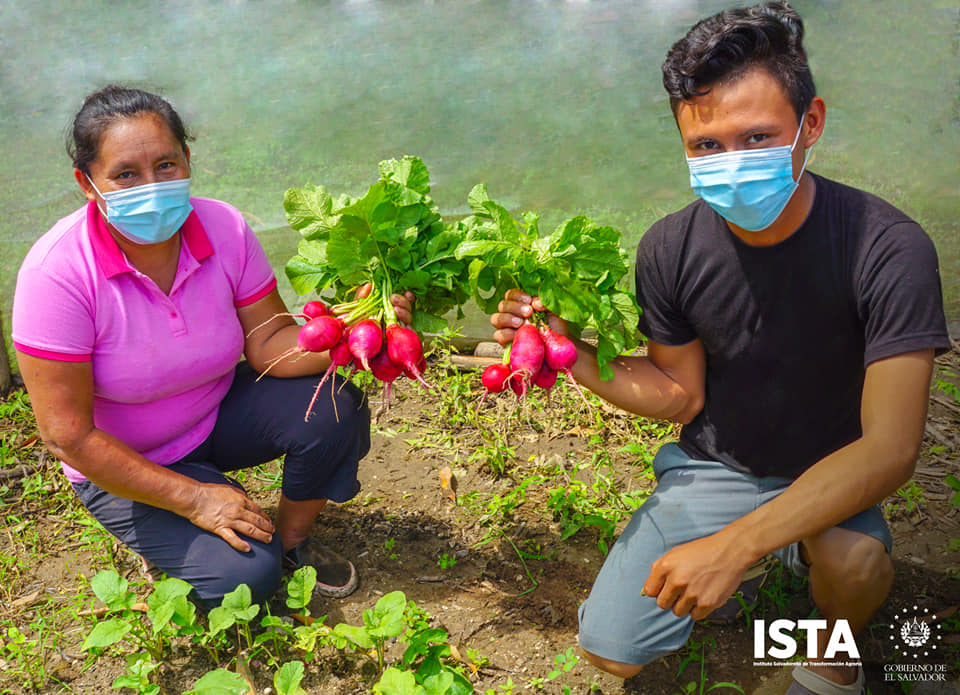 ISTA
Instituto Salvadoreño de Transformación Agraria
GOBIERNO DE
EL SALVADOR